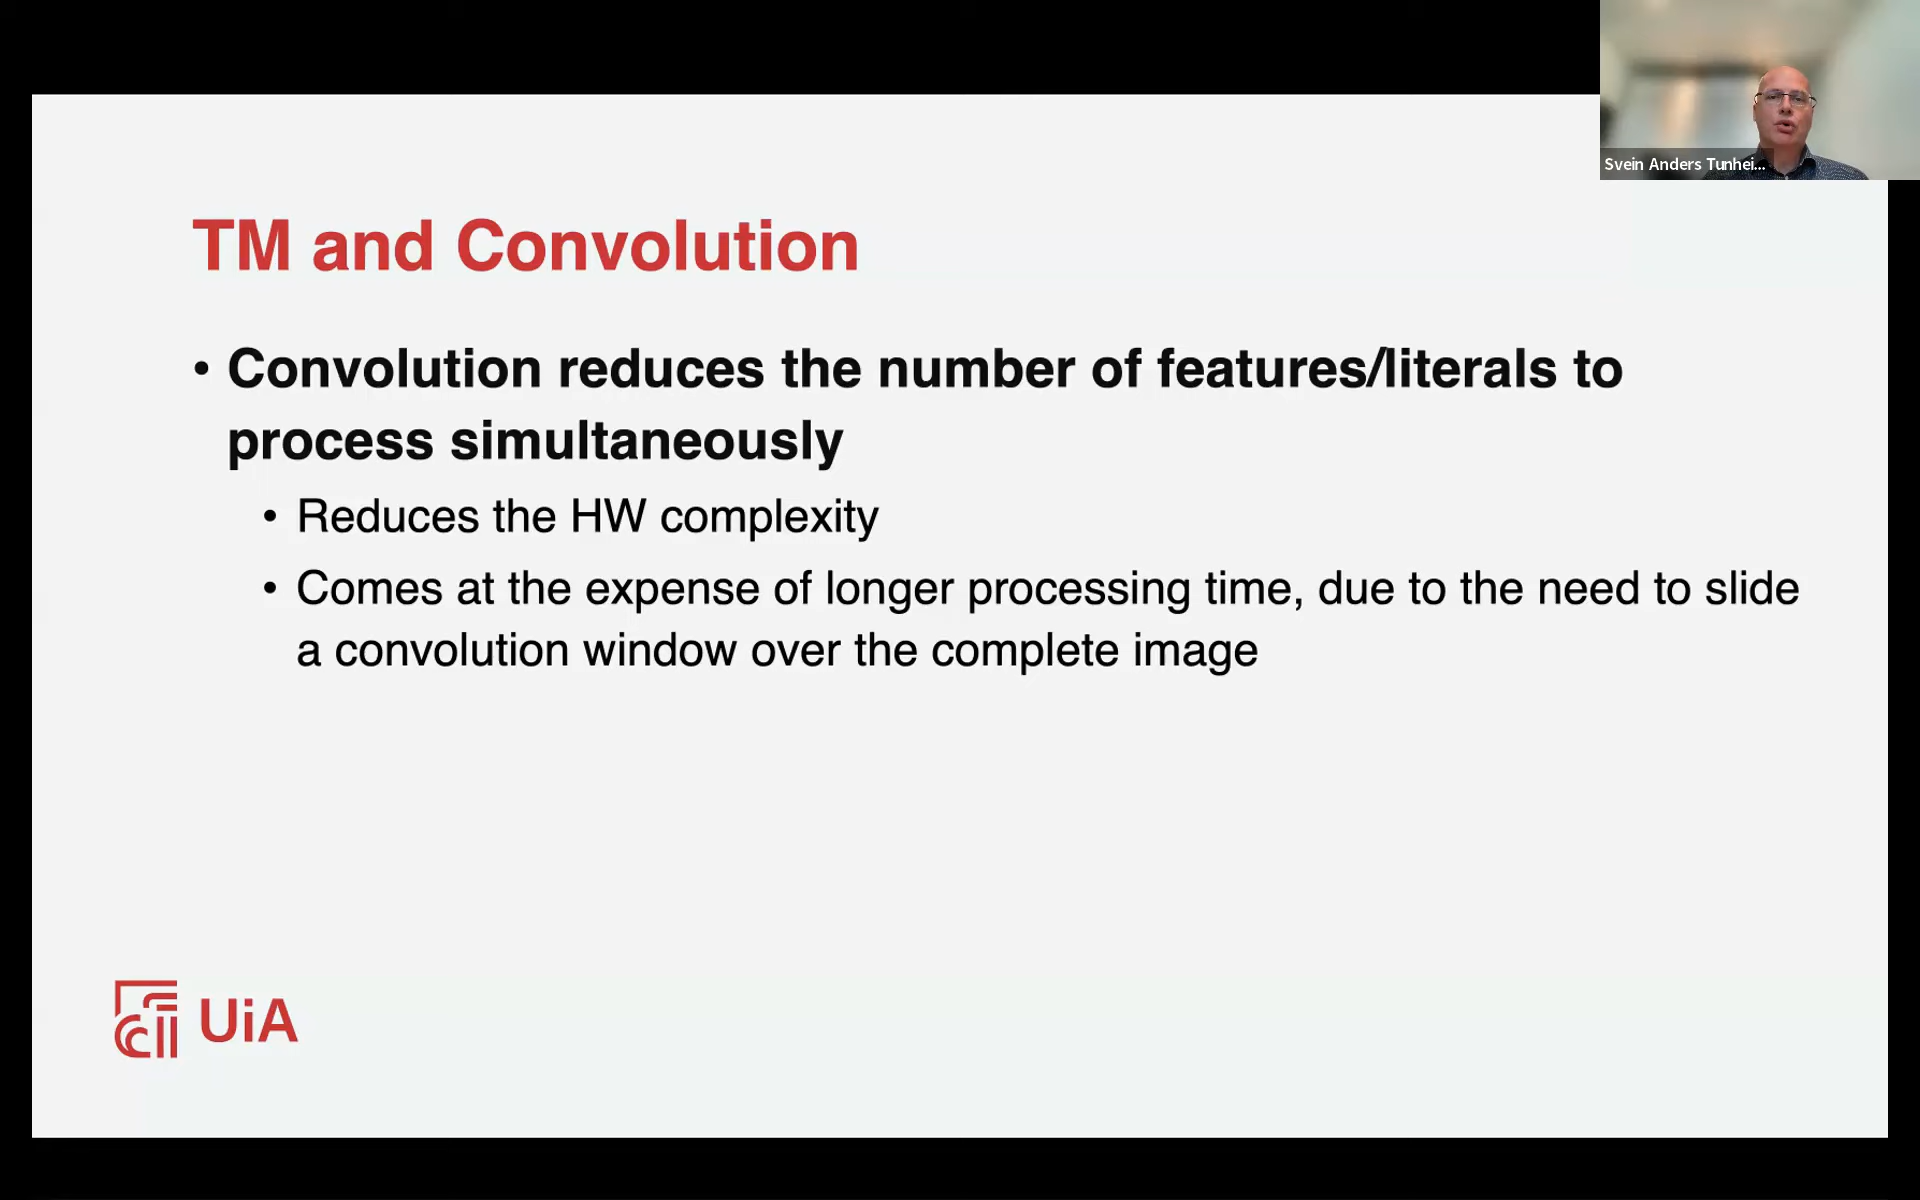 Svein Anders Tunhei...
TM and Convolution
• Convolution reduces the number of features/literals to
process simultaneously
• Reduces the HW complexity
• Comes at the expense of longer processing time, due to the need to slide
a convolution window over the complete image
UiA